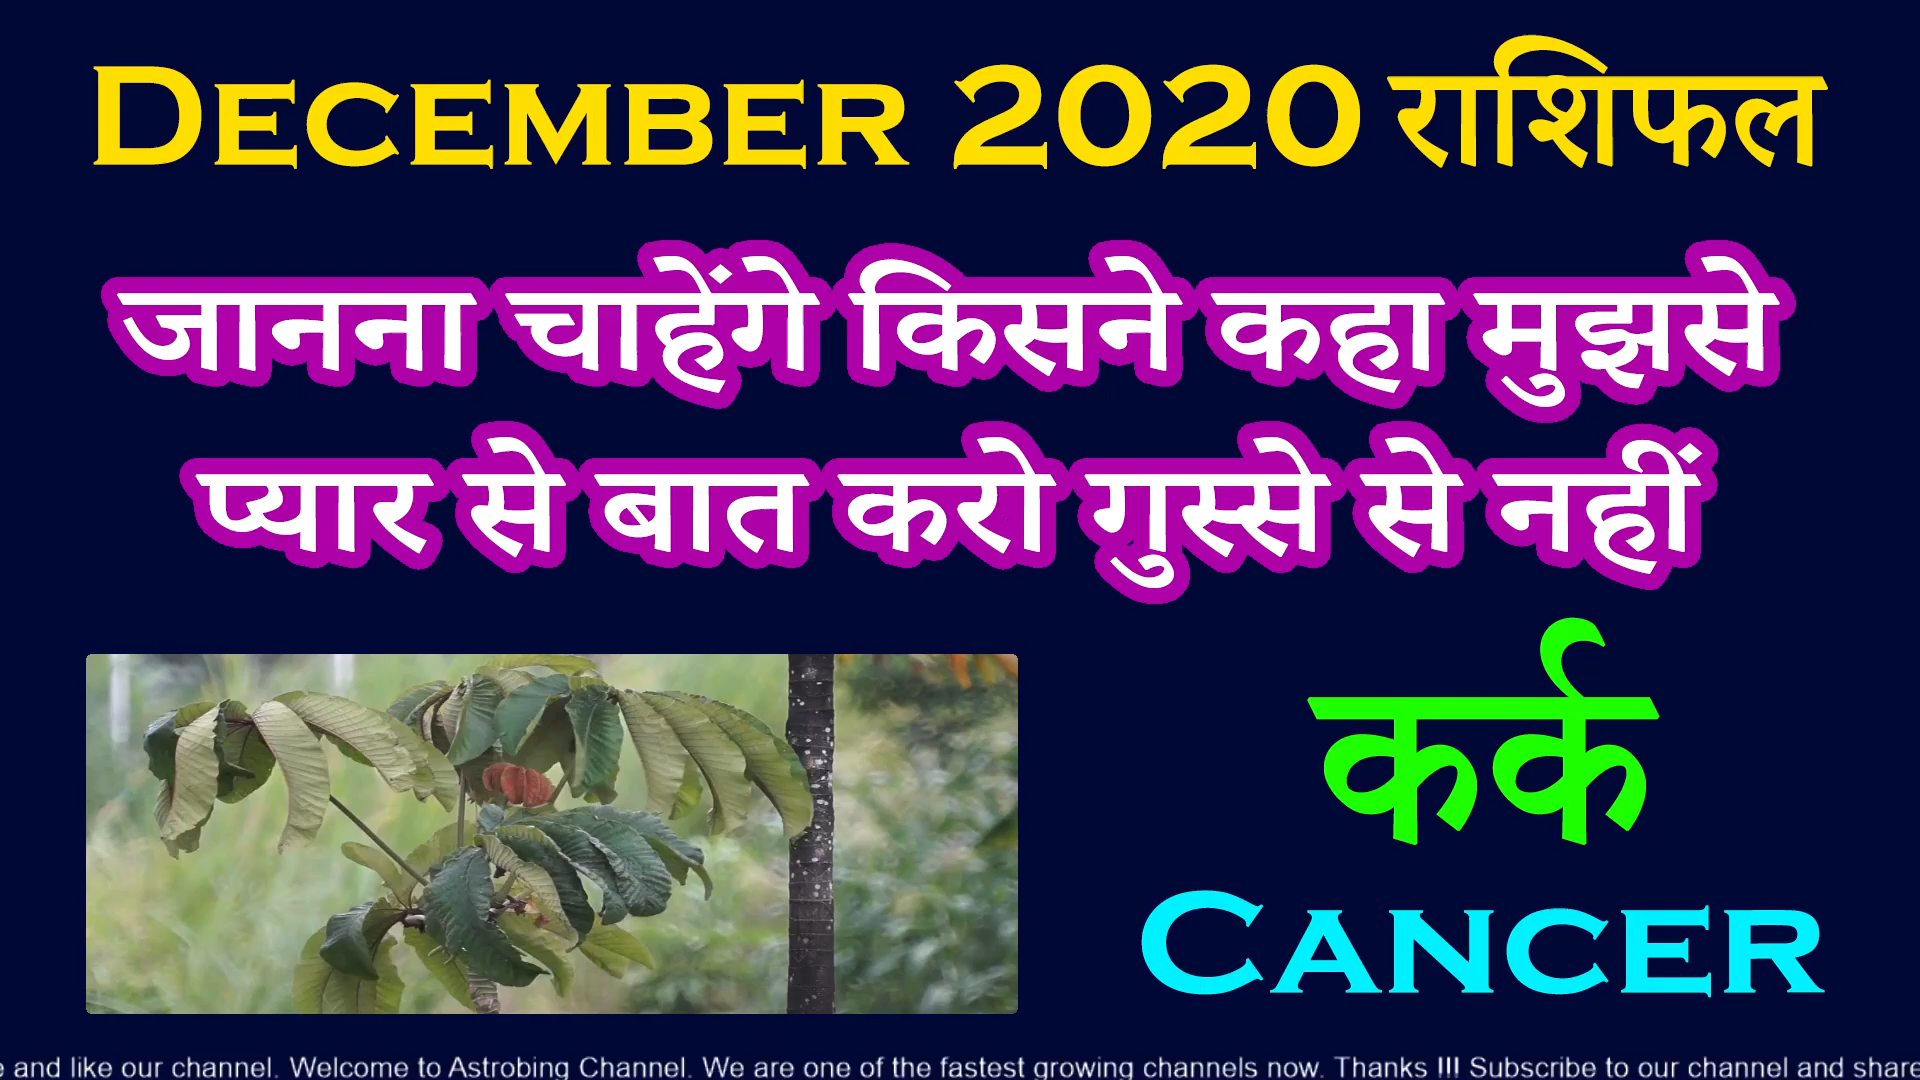 DECEMBER 2020 राशिफल
जानना चाहेंगे किसने कहा मुझसे
प्यार से बात करो गुस्से से नहीं
कर्क
CANCER
e and like our channel. Welcome to Astrobing Channel. We are one of the fastest growing channels now. Thanks !!! Subscribe to our channel and share